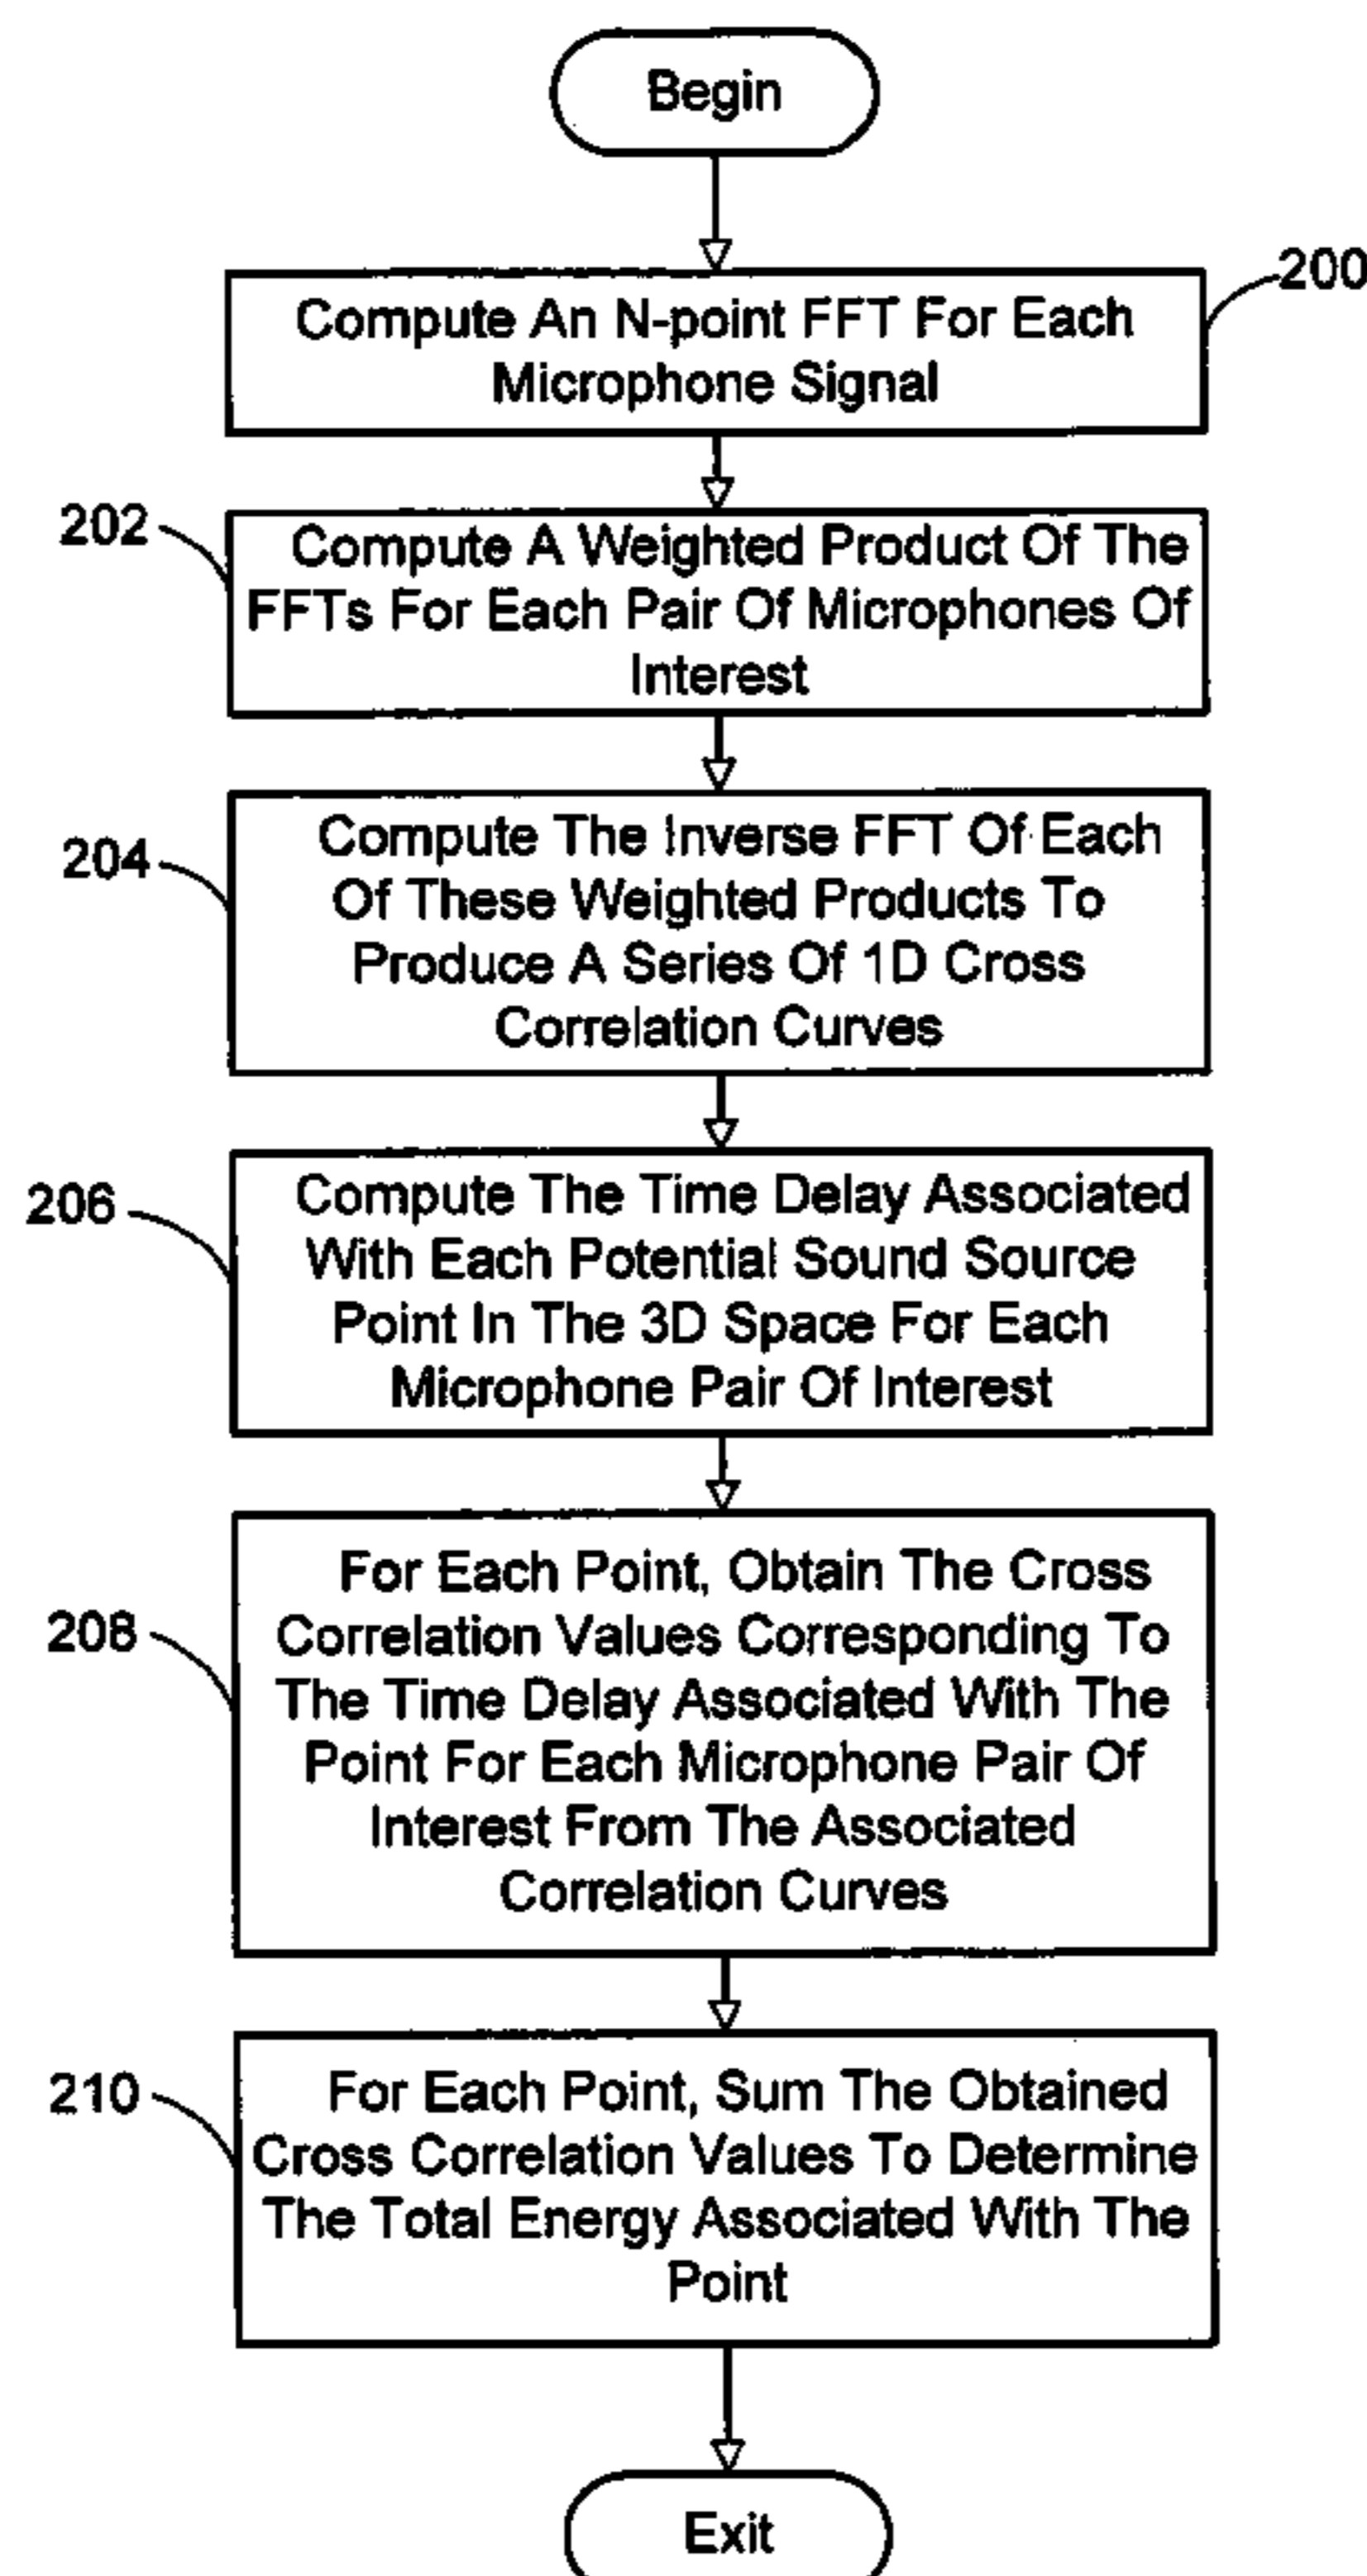 Begin
200
Compute An N-point FFT For Each
Microphone Signal
202
Compute A Weighted Product Of The
FFTs For Each Pair Of Microphones Of
Interest
204
Compute The Inverse FFT Of Each
Of These Weighted Products To
Produce A Series Of 1D Cross
Correlation Curves
206
Compute The Time Delay Associated
With Each Potential Sound Source
Point In The 3D Space For Each
Microphone Pair Of Interest
208
For Each Point, Obtain The Cross
Correlation Values Corresponding To
The Time Delay Associated With The
Point For Each Microphone Pair Of
Interest From The Associated
Correlation Curves
210
For Each Point, Sum The Obtained
Cross Correlation Values To Determine
The Total Energy Associated With The
Point
Exit